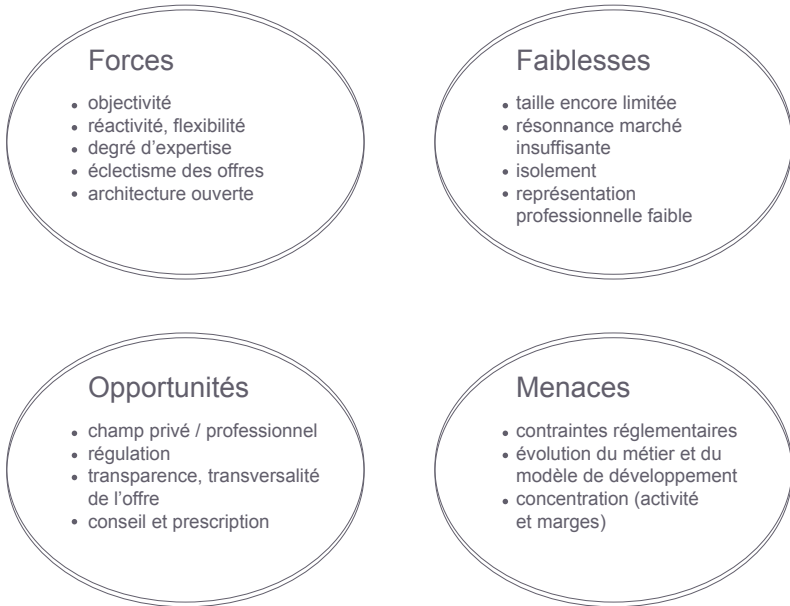 Forces
• objectivité
• réactivité, flexibilité
• degré d’expertise
• éclectisme des offres
• architecture ouverte
Faiblesses
• taille encore limitée
• résonnance marché
insuffisante
• isolement
• représentation
professionnelle faible
Opportunités
• champ privé / professionnel
• régulation
• transparence, transversalité
de l’offre
• conseil et prescription
Menaces
• contraintes réglementaires
• évolution du métier et du
modèle de développement
• concentration (activité
et marges)